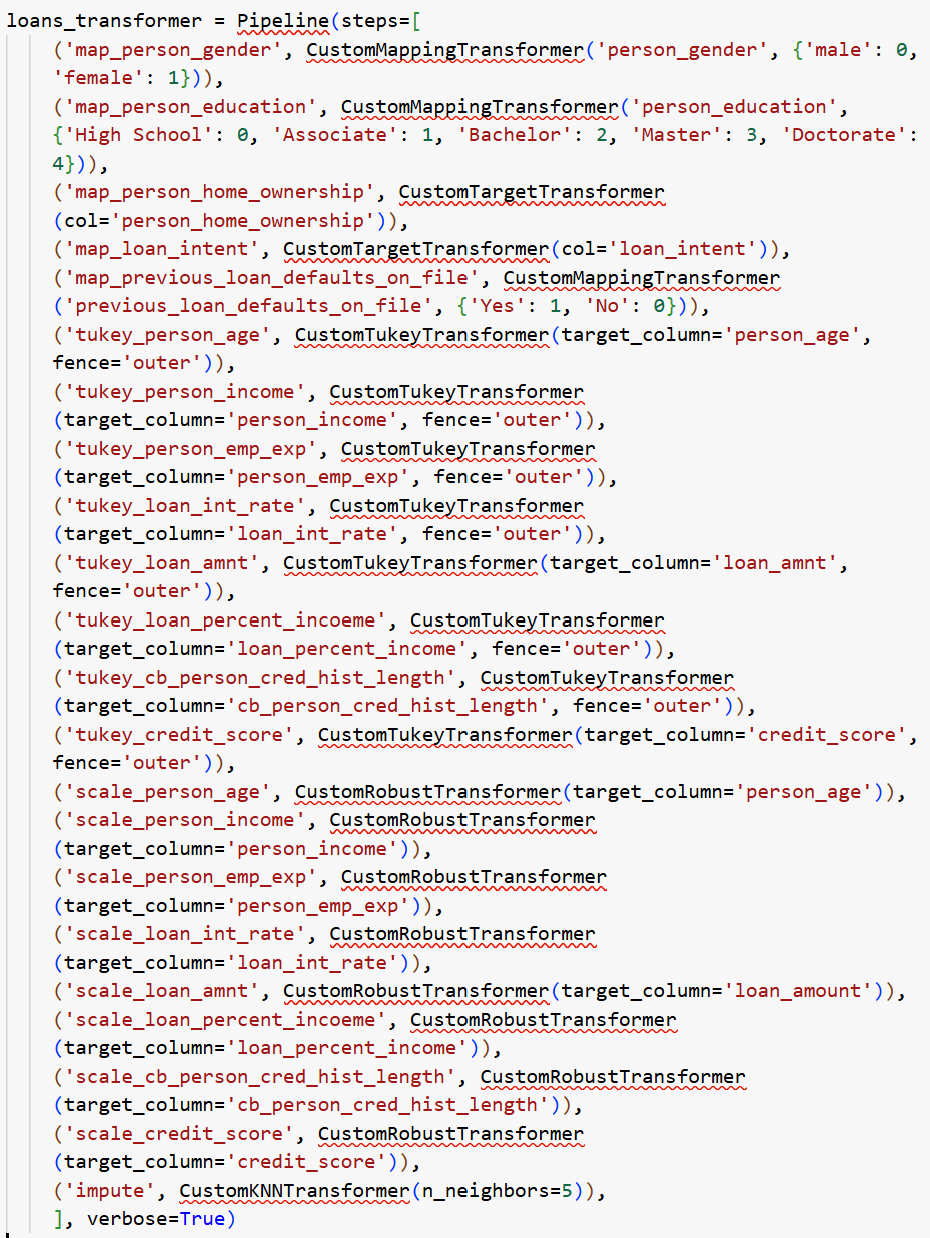 loans_transformer = Pipeline(steps=[
('map_person_gender', CustomMappingTransformer('person_gender', {'male': 0,
'female': 1})),
('map_person_education', CustomMappingTransformer('person_education',
{'High School': 0, 'Associate': 1, 'Bachelor': 2, 'Master': 3, 'Doctorate':
4})),
('map_person_home_ownership', CustomTargetTransformer
(col='person_home_ownership')),
('map_loan_intent', CustomTargetTransformer(col='loan_intent')),
('map_previous_loan_defaults_on_file', CustomMappingTransformer
('previous_loan_defaults_on_file', {'Yes': 1, 'No': 0})),
('tukey_person_age', CustomTukeyTransformer(target_column='person_age',
fence='outer')),
('tukey_person_income', CustomTukeyTransformer
(target_column='person_income', fence='outer')),
('tukey_person_emp_exp', CustomTukeyTransformer
(target_column='person_emp_exp', fence='outer')),
('tukey_loan_int_rate', CustomTukeyTransformer
(target_column='loan_int_rate', fence='outer')),
('tukey_loan_amnt', CustomTukeyTransformer(target_column='loan_amnt',
fence='outer')),
('tukey_loan_percent_incoeme', CustomTukeyTransformer
(target_column='loan_percent_income', fence='outer')),
('tukey_cb_person_cred_hist_length', CustomTukeyTransformer
(target_column='cb_person_cred_hist_length', fence='outer')),
('tukey_credit_score', CustomTukeyTransformer(target_column='credit_score',
fence='outer')),
('scale_person_age', CustomRobustTransformer(target_column='person_age')),
('scale_person_income', CustomRobustTransformer
(target_column='person_income')),
('scale_person_emp_exp', CustomRobustTransformer
(target_column='person_emp_exp')),
('scale_loan_int_rate', CustomRobustTransformer
(target_column='loan_int_rate')),
('scale_loan_amnt', CustomRobustTransformer(target_column='loan_amount')),
('scale_loan_percent_incoeme', CustomRobustTransformer
(target_column='loan_percent_income')),
('scale_cb_person_cred_hist_length', CustomRobustTransformer
(target_column='cb_person_cred_hist_length')),
('scale_credit_score', CustomRobustTransformer
(target_column='credit_score')),
('impute', CustomKNNTransformer(n_neighbors=5)),
], verbose=True)